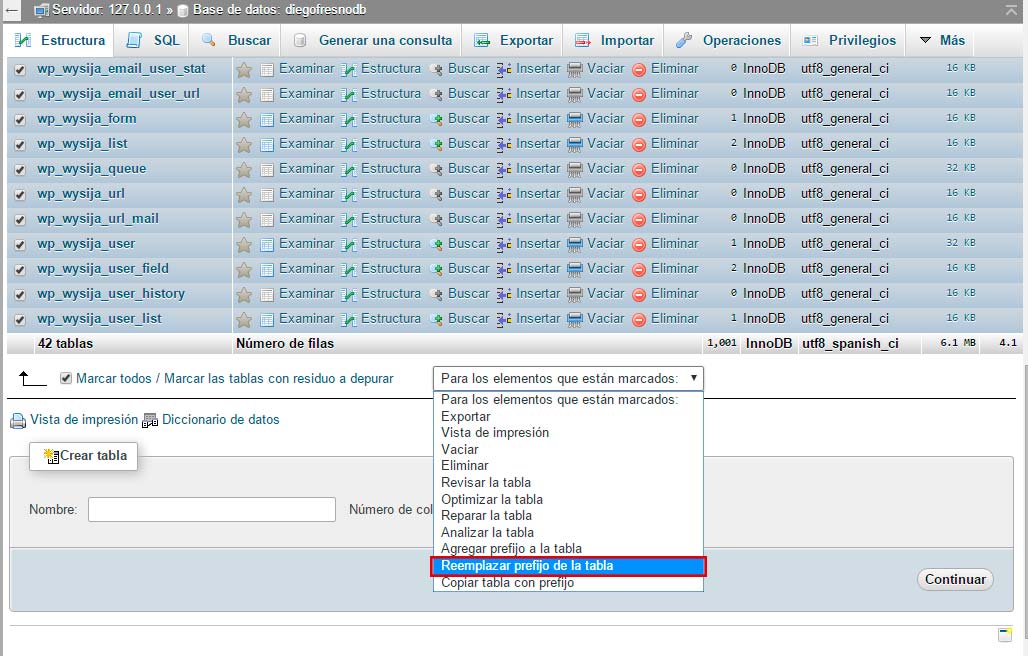 Servidor: 127.0.0.1 » Base de datos: diegofresnodb
Estructura SQL Buscar Generar una consulta Exportar Importar Operaciones Privilegios Más
wp_wysija_email_user_stat Examinar Estructura Buscar Insertar Vaciar Eliminar 0 InnoDB utf8_general_ci 16 KB
wp_wysija_email_user_url Examinar Estructura Buscar Insertar Vaciar Eliminar 0 InnoDB utf8_general_ci 16 KB
wp_wysija_form Examinar Estructura Buscar Insertar Vaciar Eliminar 1 InnoDB utf8_general_ci 16 KB
wp_wysija_list Examinar Estructura Buscar Insertar Vaciar Eliminar 2 InnoDB utf8_general_ci 16 KB
wp_wysija_queue Examinar Estructura Buscar Insertar Vaciar Eliminar 0 InnoDB utf8_general_ci 32 KB
wp_wysija_url Examinar Estructura Buscar Insertar Vaciar Eliminar 0 InnoDB utf8_general_ci 16 KB
wp_wysija_url_mail Examinar Estructura Buscar Insertar Vaciar Eliminar 0 InnoDB utf8_general_ci 16 KB
wp_wysija_user Examinar Estructura Buscar Insertar Vaciar Eliminar 1 InnoDB utf8_general_ci 32 KB
wp_wysija_user_field Examinar Estructura Buscar Insertar Vaciar Eliminar 2 InnoDB utf8_general_ci 16 KB
wp_wysija_user_history Examinar Estructura Buscar Insertar Vaciar Eliminar 0 InnoDB utf8_general_ci 16 KB
wp_wysija_user_list Examinar Estructura Buscar Insertar Vaciar Eliminar 1 InnoDB utf8_general_ci 16 KB
42 tablas Número de filas 1,001 InnoDB utf8_spanish_ci 6.1 MB 4.1
Marcar todos / Marcar las tablas con residuo a depurar Para los elementos que están marcados:
Para los elementos que están marcados:
Exportar
Vista de impresión
Vaciar
Eliminar
Revisar la tabla
Optimizar la tabla
Reparar la tabla
Analizar la tabla
Agregar prefijo a la tabla
Reemplazar prefijo de la tabla
Copiar tabla con prefijo
Vista de impresión Diccionario de datos
Crear tabla
Nombre: Número de col
Continuar